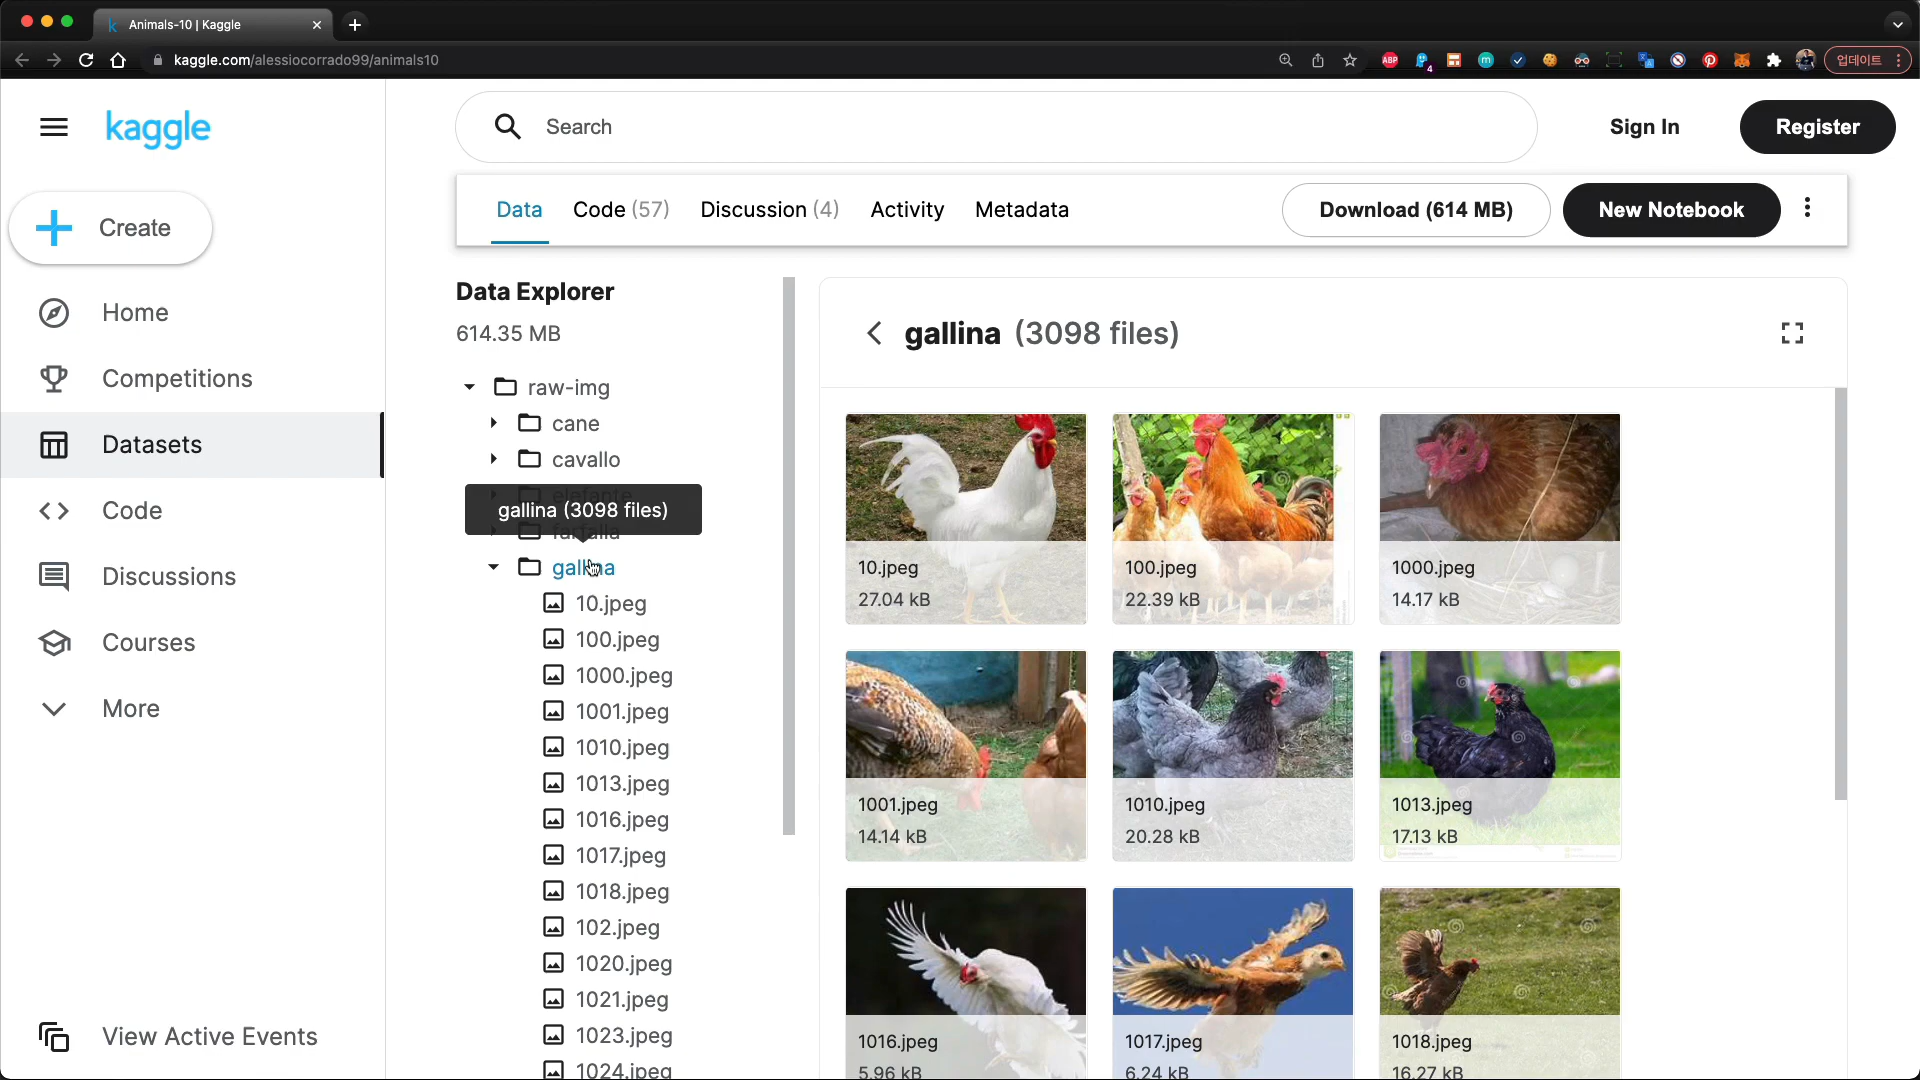 Animals-10 | Kaggle
kaggle.com/alessiocorrado99/animals10
ABP
4
m
업데이트
kaggle
Search
Sign In
Register
Create
Home
Competitions
Datasets
Code
Discussions
Courses
More
View Active Events
Data
Code (57)
Discussion (4)
Activity
Metadata
Download (614 MB)
New Notebook
Data Explorer
614.35 MB
raw-img
cane
cavallo
elefante
farfalla
gallina (3098 files)
gallina
10.jpeg
100.jpeg
1000.jpeg
1001.jpeg
1010.jpeg
1013.jpeg
1016.jpeg
1017.jpeg
1018.jpeg
102.jpeg
1020.jpeg
1021.jpeg
1023.jpeg
1024.jpeg
gallina (3098 files)
10.jpeg
27.04 kB
100.jpeg
22.39 kB
1000.jpeg
14.17 kB
1001.jpeg
14.14 kB
1010.jpeg
20.28 kB
1013.jpeg
17.13 kB
1016.jpeg
5.96 kB
1017.jpeg
6.24 kB
1018.jpeg
16.27 kB